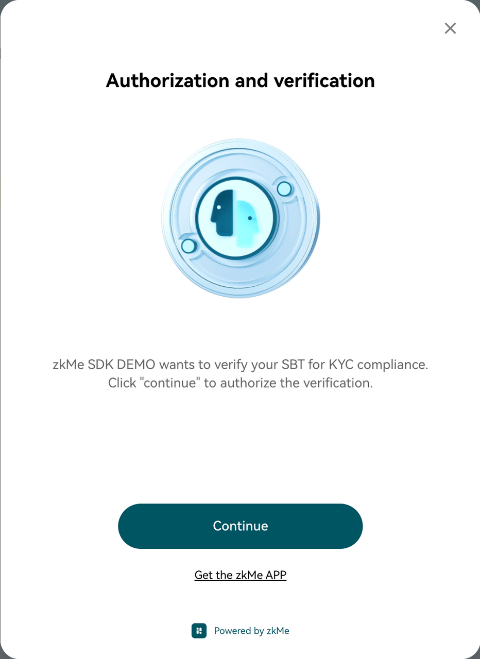 Authorization and verification
zkMe SDK DEMO wants to verify your SBT for KYC compliance.
Click "continue" to authorize the verification.
Continue
Get the zkMe APP
Powered by zkMe